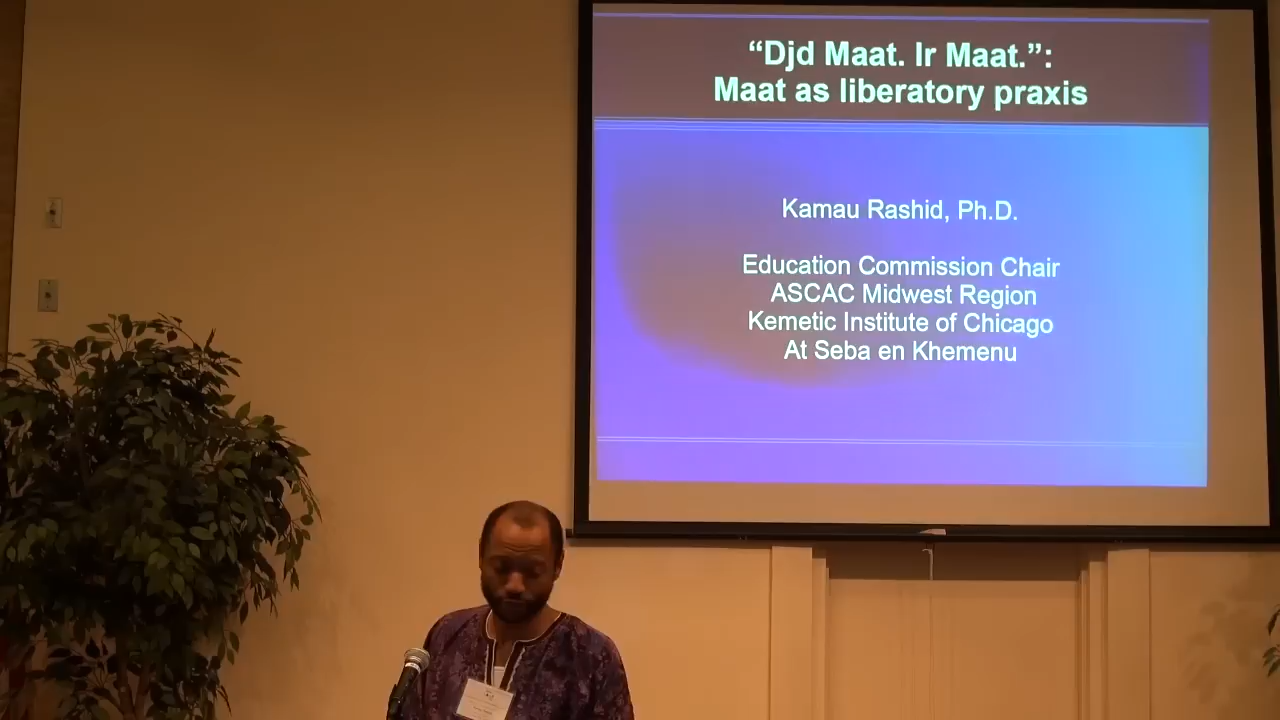 “Djd Maat. Ir Maat.”:
Maat as liberatory praxis
Kamau Rashid, Ph.D.
Education Commission Chair
ASCAC Midwest Region
Kemetic Institute of Chicago
At Seba en Khemenu